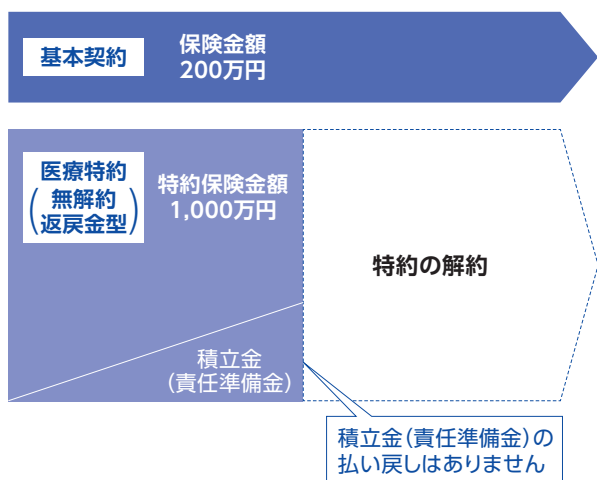 基本契約
保険金額
200万円
医療特約
(無解約
返戻金型)
特約保険金額
1,000万円
特約の解約
積立金
(責任準備金)
積立金(責任準備金)の
払い戻しはありません